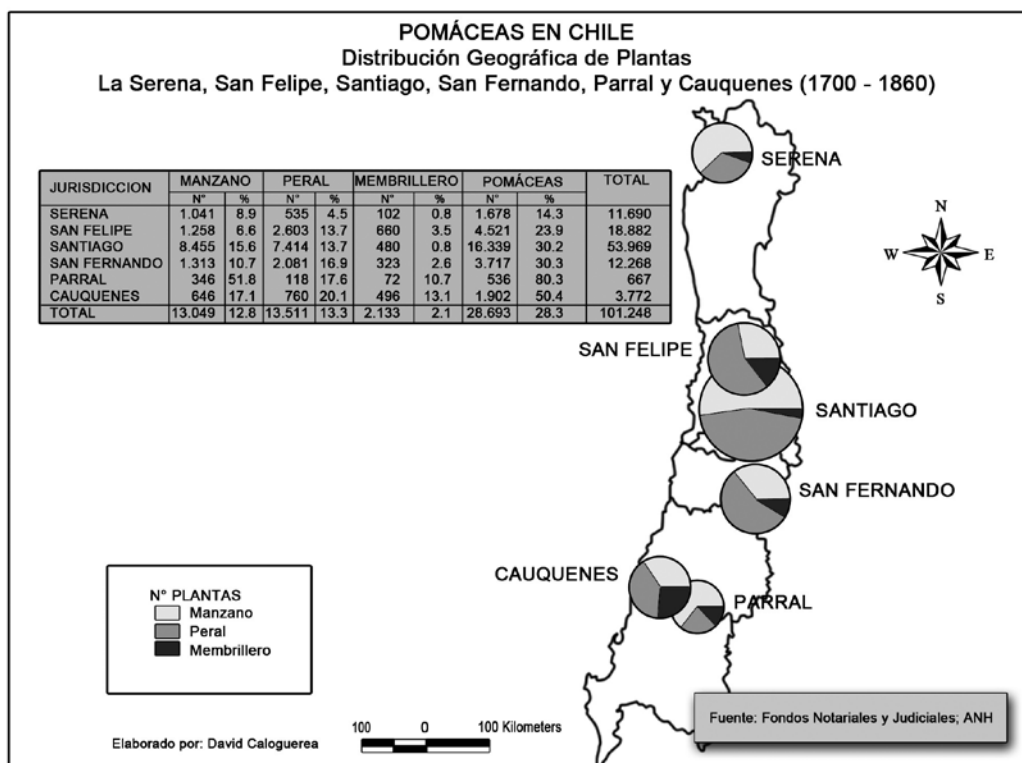 POMÁCEAS EN CHILE
Distribución Geográfica de Plantas
La Serena, San Felipe, Santiago, San Fernando, Parral y Cauquenes (1700 - 1860)
JURISDICCION MANZANO PERAL MEMBRILLERO POMÁCEAS TOTAL
N° % N° % N° % N° %
SERENA 1.041 8.9 535 4.5 102 0.8 1.678 14.3 11.690
SAN FELIPE 1.258 6.6 2.603 13.7 660 3.5 4.521 23.9 18.882
SANTIAGO 8.455 15.6 7.414 13.7 480 0.8 16.339 30.2 53.969
SAN FERNANDO 1.313 10.7 2.081 16.9 323 2.6 3.717 30.3 12.268
PARRAL 346 51.8 118 17.6 72 10.7 536 80.3 667
CAUQUENES 646 17.1 760 20.1 496 13.1 1.902 50.4 3.772
TOTAL 13.049 12.8 13.511 13.3 2.133 2.1 28.693 28.3 101.248
SERENA
N
W E
S
SAN FELIPE
SANTIAGO
SAN FERNANDO
CAUQUENES
PARRAL
N° PLANTAS
Manzano
Peral
Membrillero
Elaborado por: David Caloguerea
100 0 100 Kilometers
Fuente: Fondos Notariales y Judiciales; ANH